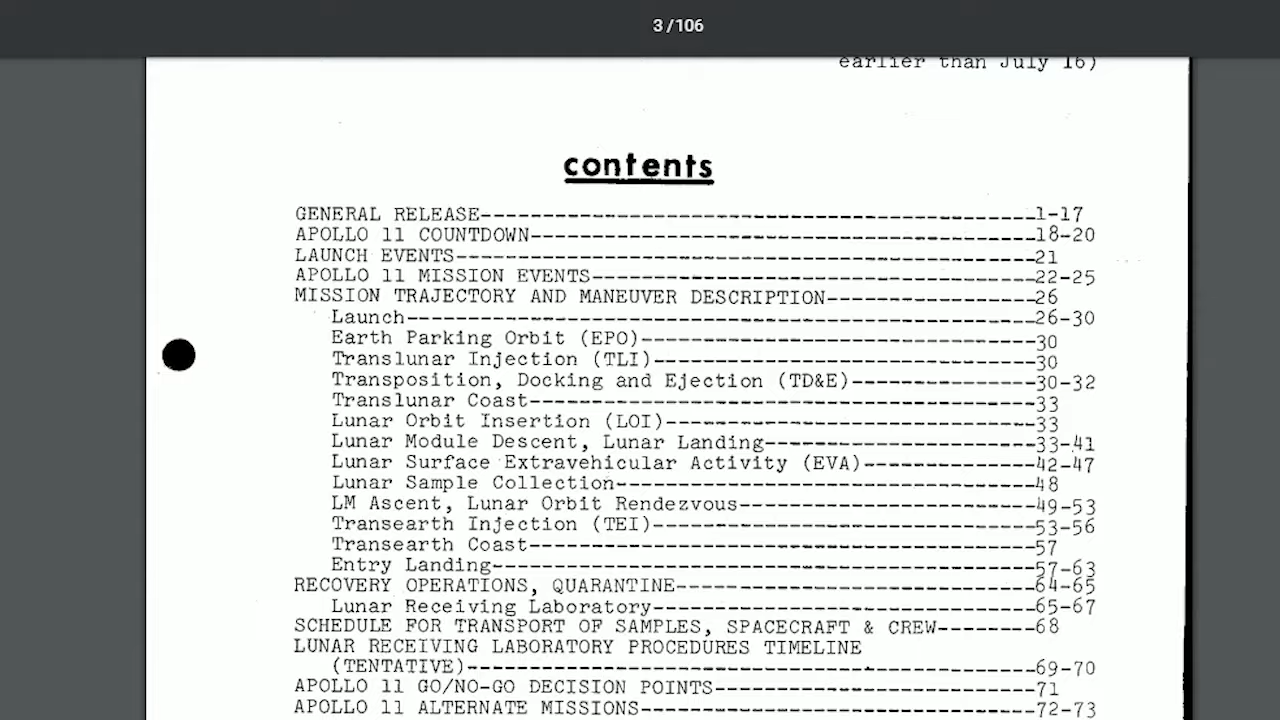 3 / 106
earlier than July 16)
contents
GENERAL RELEASE--------------------------------------------1-17
APOLLO 11 COUNTDOWN----------------------------------------18-20
LAUNCH EVENTS----------------------------------------------21
APOLLO 11 MISSION EVENTS-----------------------------------22-25
MISSION TRAJECTORY AND MANEUVER DESCRIPTION----------------26
Launch--------------------------------------------------26-30
Earth Parking Orbit (EPO)-------------------------------30
Translunar Injection (TLI)------------------------------30
Transposition, Docking and Ejection (TD&E)--------------30-32
Translunar Coast----------------------------------------33
Lunar Orbit Insertion (LOI)-----------------------------33
Lunar Module Descent, Lunar Landing---------------------33-41
Lunar Surface Extravehicular Activity (EVA)-------------42-47
Lunar Sample Collection---------------------------------48
LM Ascent, Lunar Orbit Rendezvous-----------------------49-53
Transearth Injection (TEI)------------------------------53-56
Transearth Coast----------------------------------------57
Entry Landing-------------------------------------------57-63
RECOVERY OPERATIONS, QUARANTINE----------------------------64-65
Lunar Receiving Laboratory------------------------------65-67
SCHEDULE FOR TRANSPORT OF SAMPLES, SPACECRAFT & CREW--------68
LUNAR RECEIVING LABORATORY PROCEDURES TIMELINE
(TENTATIVE)---------------------------------------------69-70
APOLLO 11 GO/NO-GO DECISION POINTS-------------------------71
APOLLO 11 ALTERNATE MISSIONS-------------------------------72-73